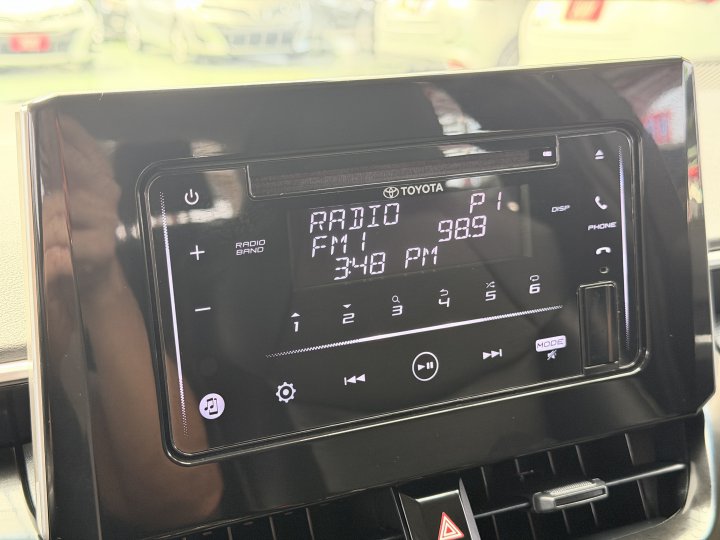 TOYOTA
RADIO P1
FM1 98.9
3:48 PM
RADIO
BAND
DISP
PHONE
1 2 3 4 5 6
MODE